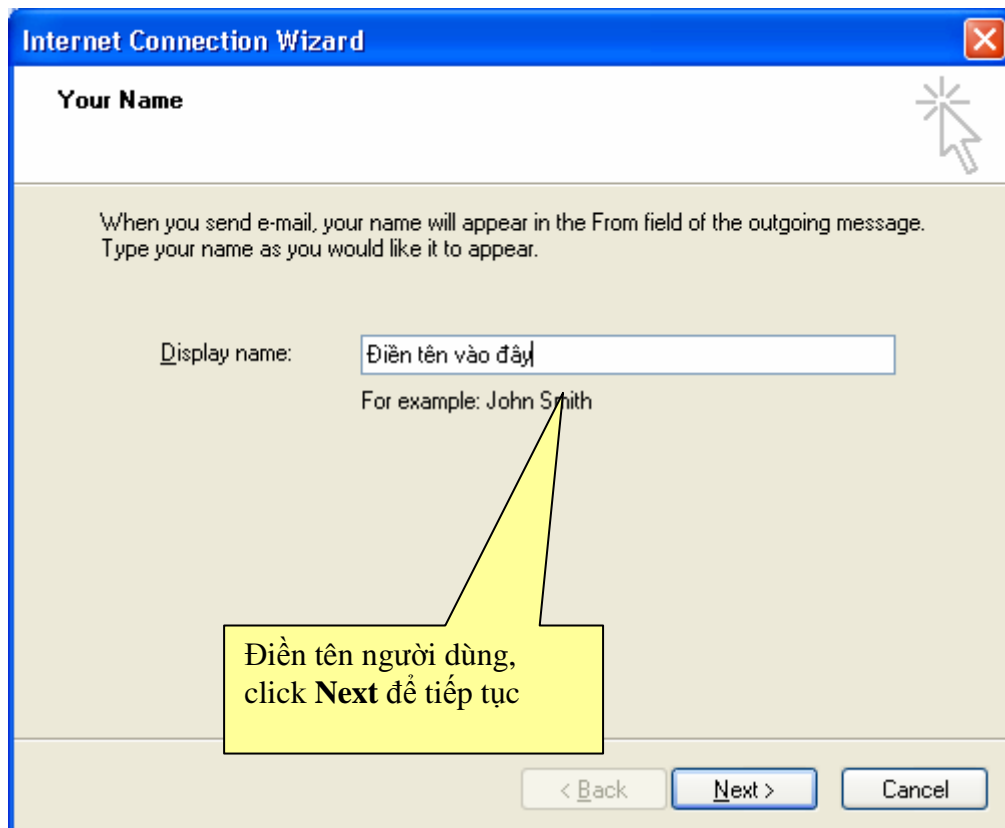 Internet Connection Wizard
Your Name
When you send e-mail, your name will appear in the From field of the outgoing message.
Type your name as you would like it to appear.
Display name:
Điền tên vào đây
For example: John Smith
Điền tên người dùng,
click Next để tiếp tục
< Back
Next >
Cancel